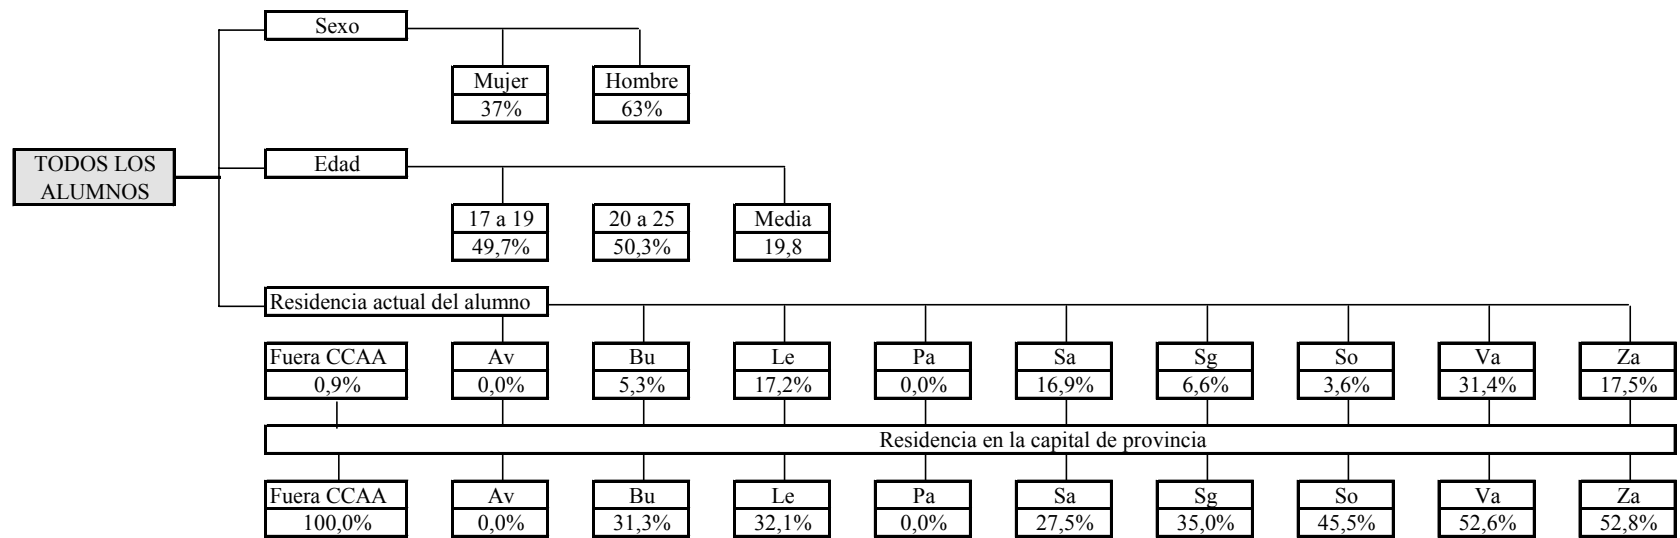 Sexo
Mujer Hombre
37% 63%
TODOS LOS
ALUMNOS
Edad
17 a 19 20 a 25 Media
49,7% 50,3% 19,8
Residencia actual del alumno
Fuera CCAA Av Bu Le Pa Sa Sg So Va Za
0,9% 0,0% 5,3% 17,2% 0,0% 16,9% 6,6% 3,6% 31,4% 17,5%
Residencia en la capital de provincia
Fuera CCAA Av Bu Le Pa Sa Sg So Va Za
100,0% 0,0% 31,3% 32,1% 0,0% 27,5% 35,0% 45,5% 52,6% 52,8%